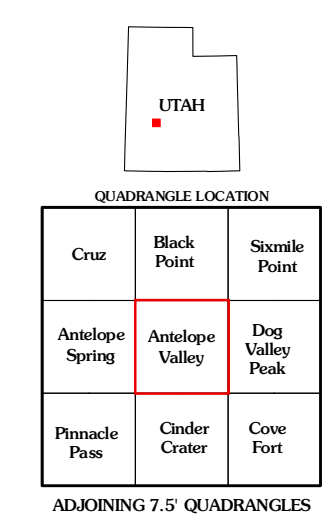 UTAH
QUADRANGLE LOCATION
Cruz
Black
Point
Sixmile
Point
Antelope
Spring
Antelope
Valley
Dog
Valley
Peak
Pinnacle
Pass
Cinder
Crater
Cove
Fort
ADJOINING 7.5' QUADRANGLES